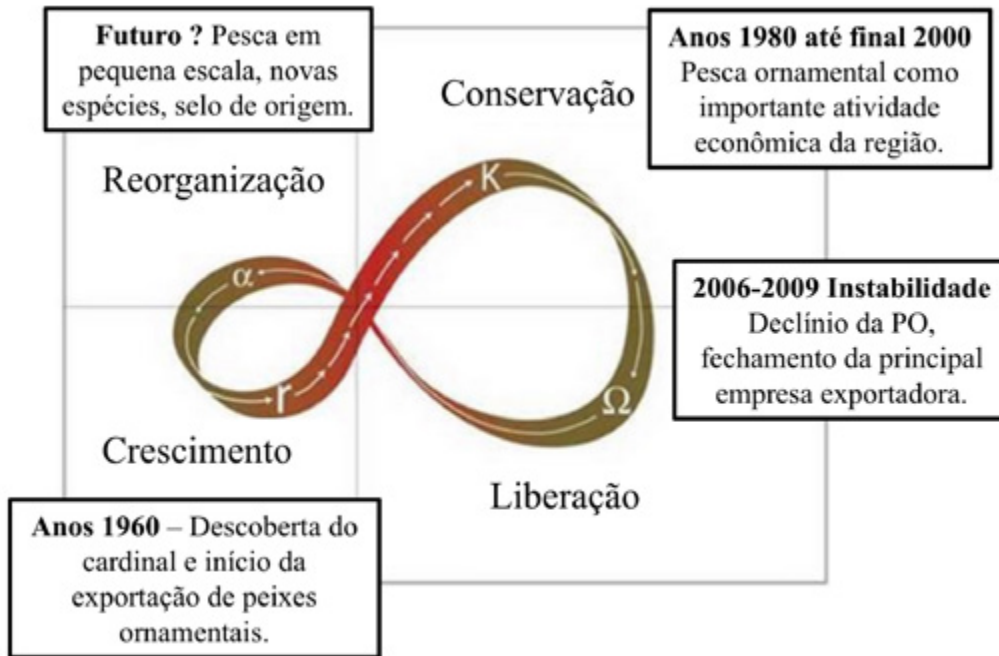 Futuro ? Pesca em
pequena escala, novas
espécies, selo de origem.
Conservação
Anos 1980 até final 2000
Pesca ornamental como
importante atividade
econômica da região.
Reorganização
K
α
2006-2009 Instabilidade
Declínio da PO,
fechamento da principal
empresa exportadora.
r
Ω
Crescimento
Liberação
Anos 1960 – Descoberta do
cardinal e início da
exportação de peixes
ornamentais.